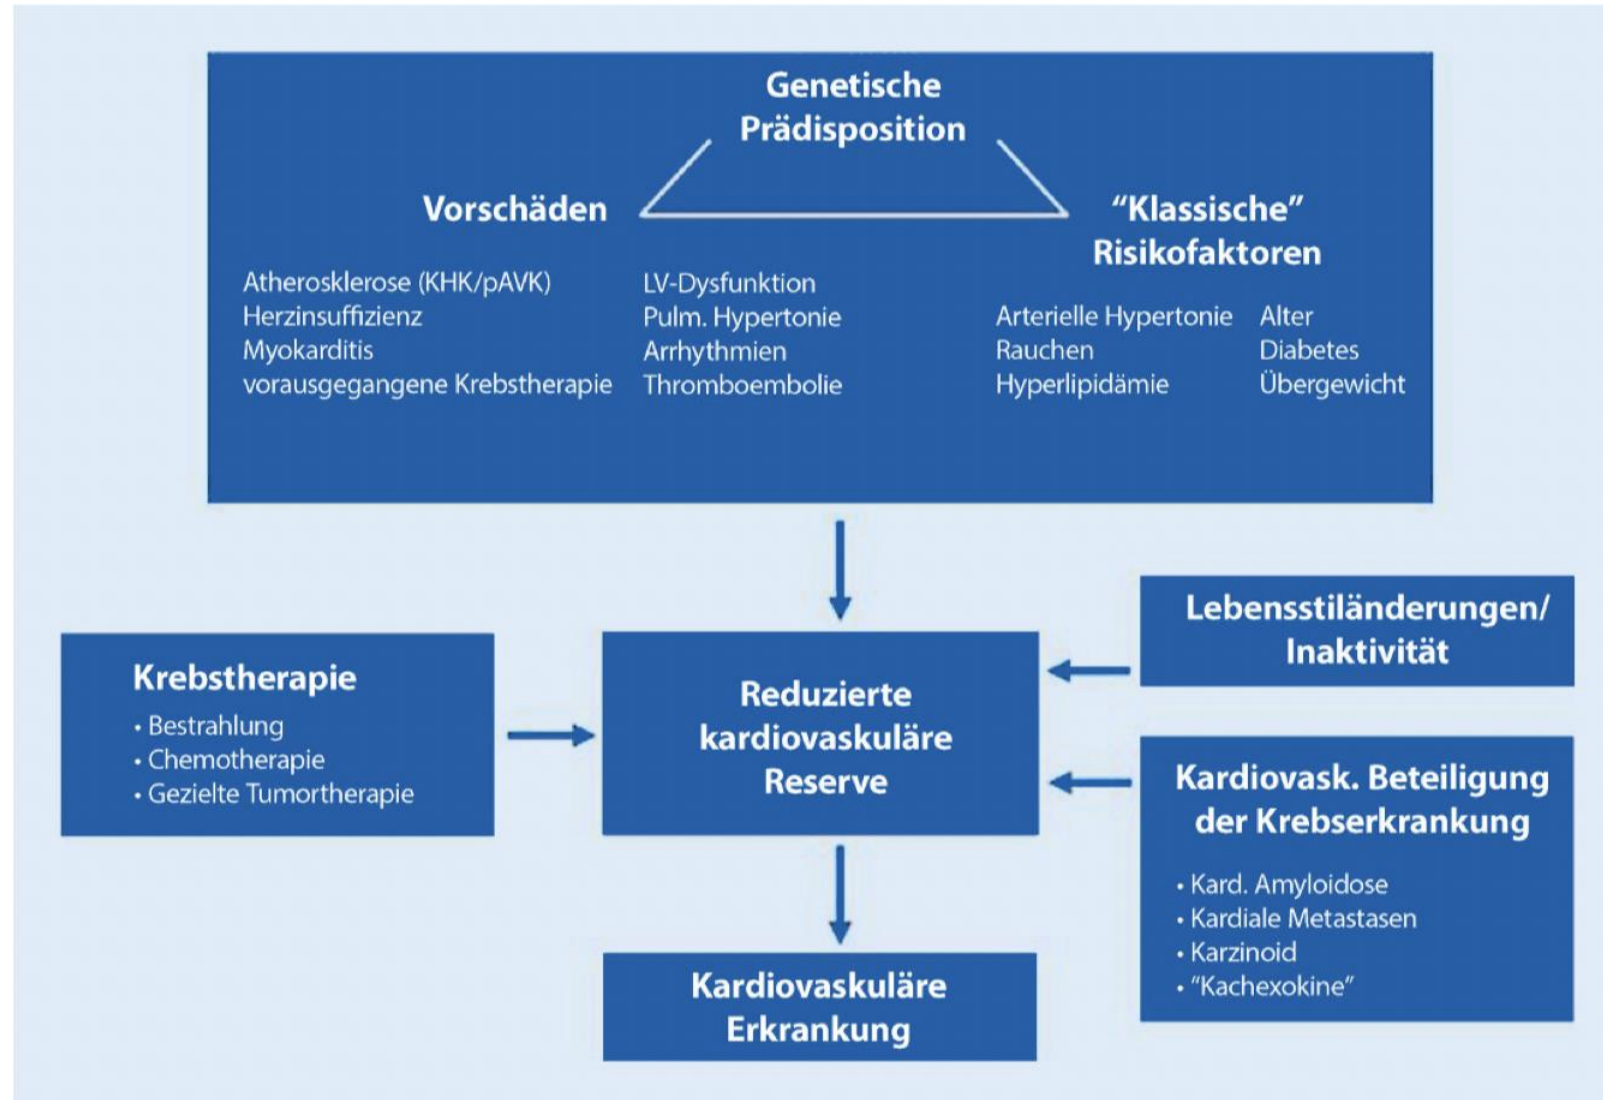 Genetische
Prädisposition
Vorschäden
“Klassische”
Risikofaktoren
Atherosklerose (KHK/pAVK)
Herzinsuffizienz
Myokarditis
vorausgegangene Krebstherapie
LV-Dysfunktion
Pulm. Hypertonie
Arrhythmien
Thromboembolie
Arterielle Hypertonie
Rauchen
Hyperlipidämie
Alter
Diabetes
Übergewicht
Krebstherapie
• Bestrahlung
• Chemotherapie
• Gezielte Tumortherapie
Reduzierte
kardiovaskuläre
Reserve
Lebensstiländerungen/
Inaktivität
Kardiovask. Beteiligung
der Krebserkrankung
• Kard. Amyloidose
• Kardiale Metastasen
• Karzinoid
• “Kachexokine”
Kardiovaskuläre
Erkrankung